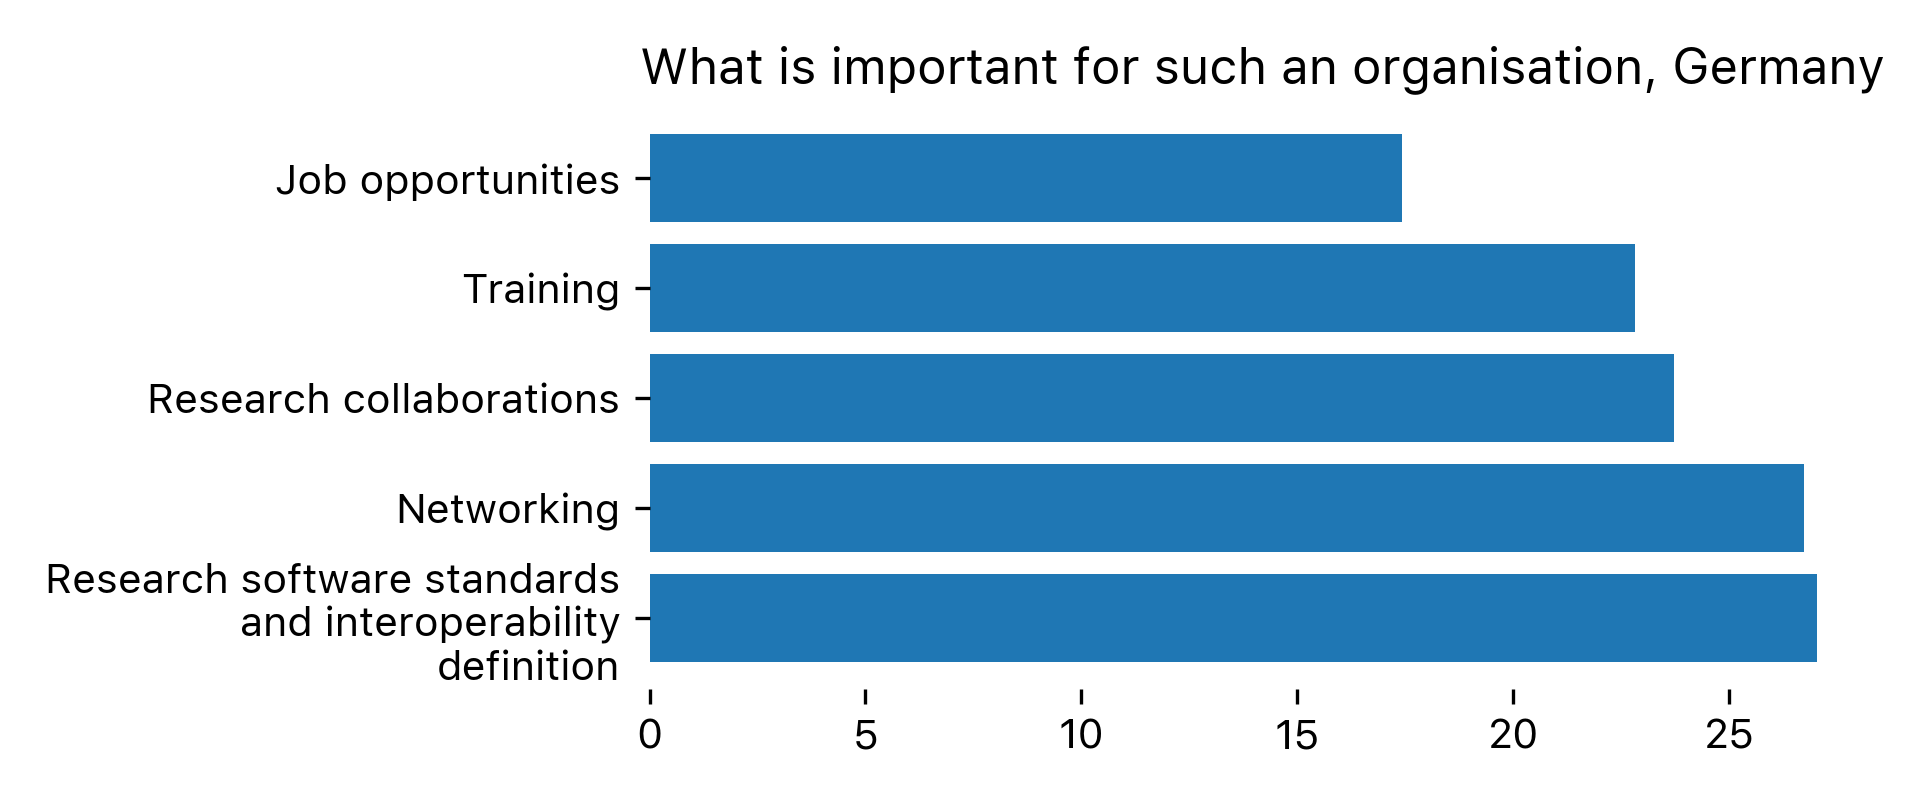 What is important for such an organisation, Germany
Job opportunities
Training
Research collaborations
Networking
Research software standards
and interoperability
definition
0 5 10 15 20 25